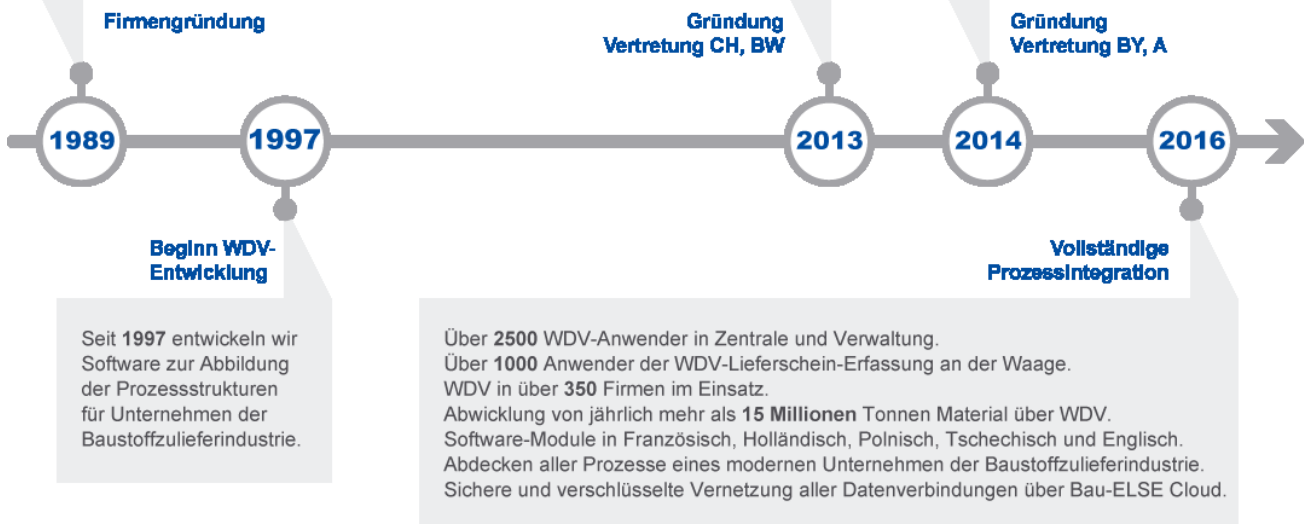 Firmengründung
Gründung
Vertretung CH, BW
Gründung
Vertretung BY, A
1989
1997
2013
2014
2016
Beginn WDV-
Entwicklung
Vollständige
Prozessintegration
Seit 1997 entwickeln wir
Software zur Abbildung
der Prozessstrukturen
für Unternehmen der
Baustoffzulieferindustrie.
Über 2500 WDV-Anwender in Zentrale und Verwaltung.
Über 1000 Anwender der WDV-Lieferschein-Erfassung an der Waage.
WDV in über 350 Firmen im Einsatz.
Abwicklung von jährlich mehr als 15 Millionen Tonnen Material über WDV.
Software-Module in Französisch, Holländisch, Polnisch, Tschechisch und Englisch.
Abdecken aller Prozesse eines modernen Unternehmen der Baustoffzulieferindustrie.
Sichere und verschlüsselte Vernetzung aller Datenverbindungen über Bau-ELSE Cloud.